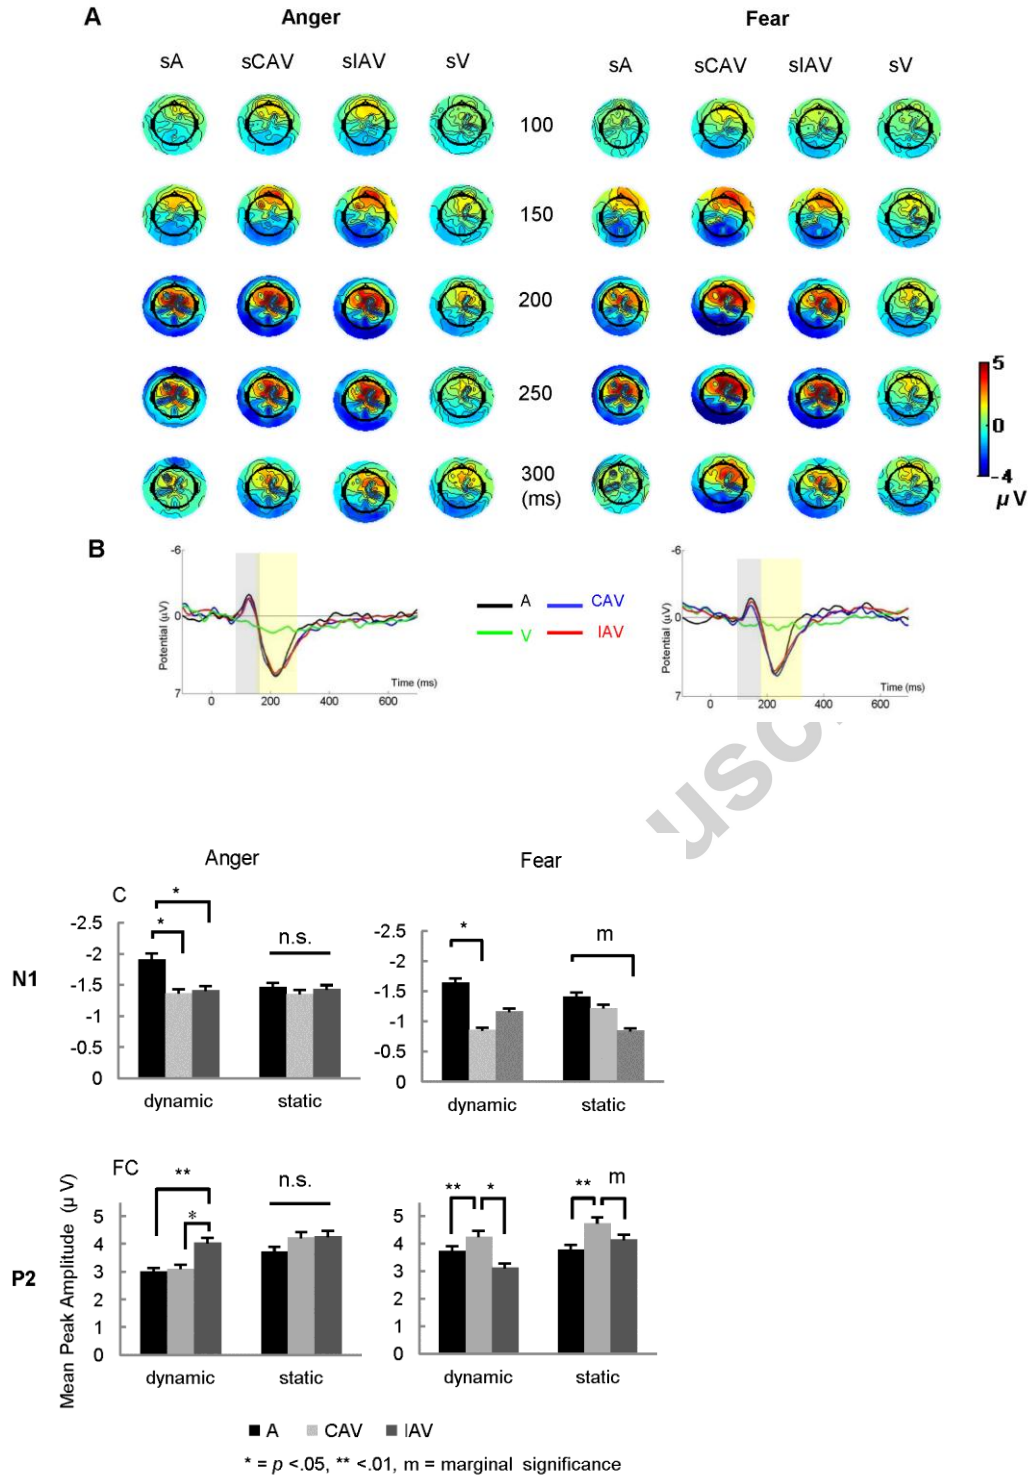 A
Anger
Fear
sA sCAV sIAV sV
sA sCAV sIAV sV
100
150
200
250
300
(ms)
5
0
-4
μV
B
-6
0
7
Potential (μV)
Time (ms)
0 200 400 600
A
CAV
V
IAV
-6
0
7
Potential (μV)
Time (ms)
0 200 400 600
usc
Anger
Fear
N1
C
-2.5
-2
-1.5
-1
-0.5
0
*
*
n.s.
dynamic static
-2.5
-2
-1.5
-1
-0.5
0
*
m
dynamic static
P2
Mean Peak Amplitude (μ V)
FC
5
4
3
2
1
0
**
*
n.s.
dynamic static
5
4
3
2
1
0
** *
** m
dynamic static
A CAV IAV
* = p <.05, ** <.01, m = marginal significance